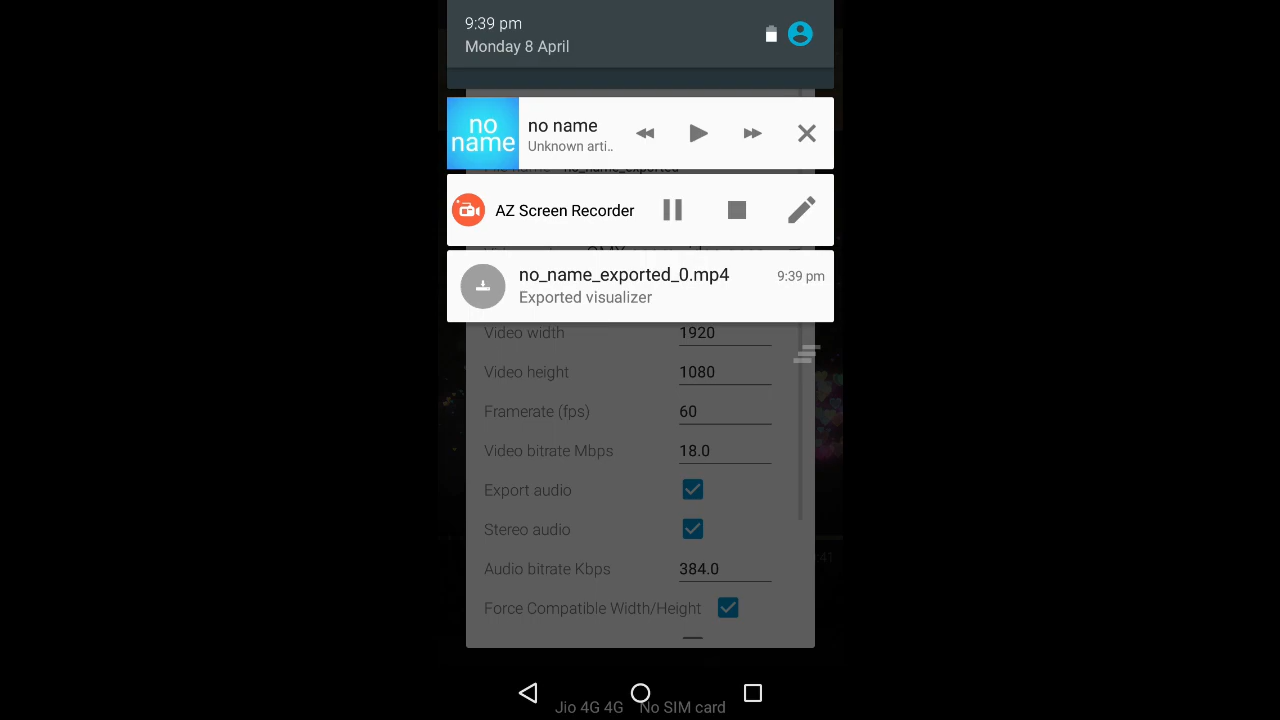 9:39 pm
Monday 8 April
no
name
no name
Unknown arti..
AZ Screen Recorder
no_name_exported_0.mp4
9:39 pm
Exported visualizer
Video width 1920
Video height 1080
Framerate (fps) 60
Video bitrate Mbps 18.0
Export audio
Stereo audio
Audio bitrate Kbps 384.0
Force Compatible Width/Height
Jio 4G 4G No SIM card